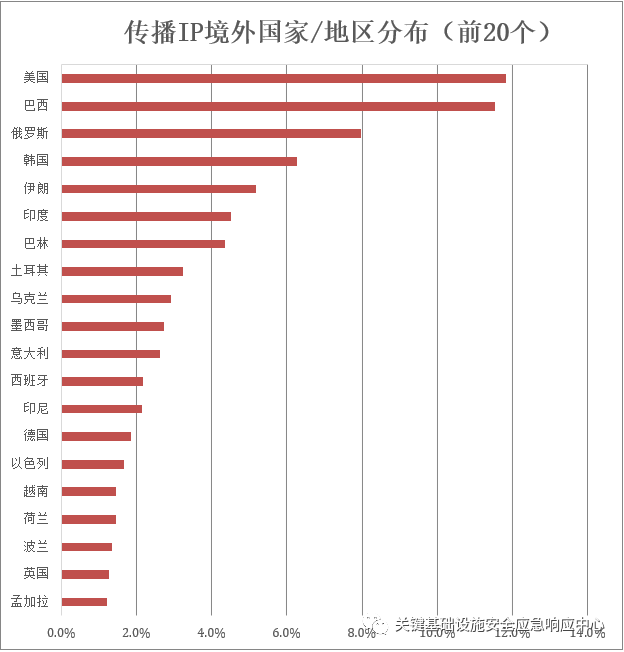 传播IP境外国家/地区分布（前20个）
美国
巴西
俄罗斯
韩国
伊朗
印度
巴林
土耳其
乌克兰
墨西哥
意大利
西班牙
印尼
德国
以色列
越南
荷兰
波兰
英国
孟加拉
0.0% 2.0% 4.0% 6.0% 8.0% 10.0% 12.0% 14.0%
关键基础设施安全应急响应中心